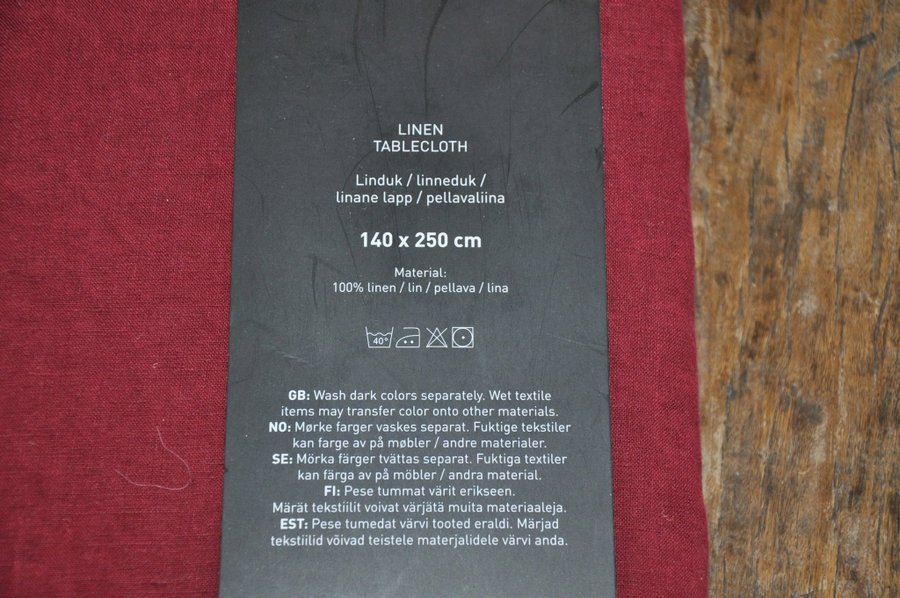 LINEN
TABLECLOTH
Linduk / linneduk /
linane lapp / pellavaliina
140 x 250 cm
Material:
100% linen / lin / pellava / lina
40°
GB: Wash dark colors separately. Wet textile
items may transfer color onto other materials.
NO: Mørke farger vaskes separat. Fuktige tekstiler
kan farge av på møbler / andre materialer.
SE: Mörka färger tvättas separat. Fuktiga textiler
kan färga av på möbler / andra material.
FI: Pese tummat värit erikseen.
Märät tekstiilit voivat värjätä muita materiaaleja.
EST: Pese tumedat värvi tooted eraldi. Märjad
tekstiilid võivad teistele materjalidele värvi anda.